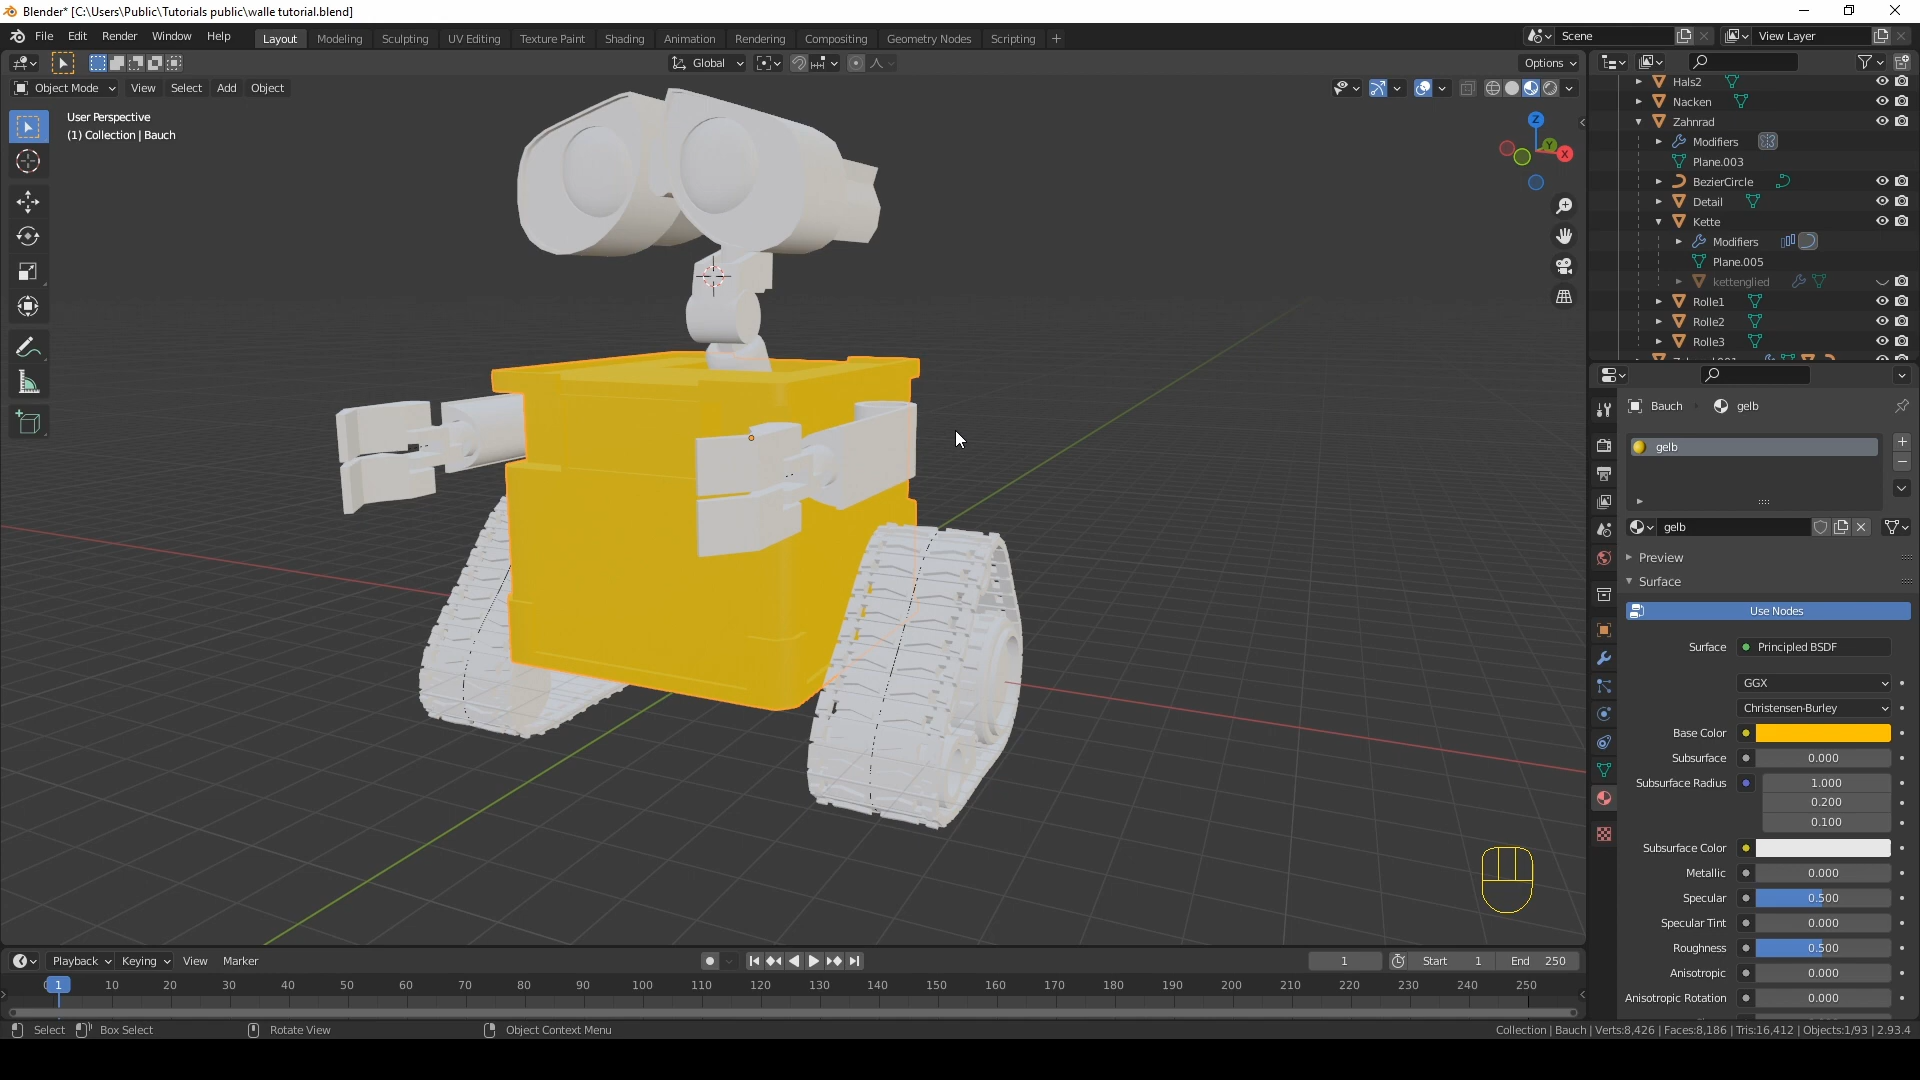 Blender* [C:\Users\Public\Tutorials public\walle tutorial.blend]
File Edit Render Window Help
Layout Modeling Sculpting UV Editing Texture Paint Shading Animation Rendering Compositing Geometry Nodes Scripting +
Scene
View Layer
Global
Options
Object Mode View Select Add Object
User Perspective
(1) Collection | Bauch
Z
Y
X
Hals2
Nacken
Zahnrad
Modifiers
Plane.003
BezierCircle
Detail
Kette
Modifiers
Plane.005
kettenglied
Rolle1
Rolle2
Rolle3
Bauch gelb
gelb
gelb
Preview
Surface
Use Nodes
Surface Principled BSDF
GGX
Christensen-Burley
Base Color
Subsurface 0.000
Subsurface Radius 1.000
0.200
0.100
Subsurface Color
Metallic 0.000
Specular 0.500
Specular Tint 0.000
Roughness 0.500
Anisotropic 0.000
Anisotropic Rotation 0.000
Playback Keying View Marker
1 Start 1 End 250
1 10 20 30 40 50 60 70 80 90 100 110 120 130 140 150 160 170 180 190 200 210 220 230 240 250
Select Box Select Rotate View Object Context Menu
Collection | Bauch | Verts:8,426 | Faces:8,186 | Tris:16,412 | Objects:1/93 | 2.93.4